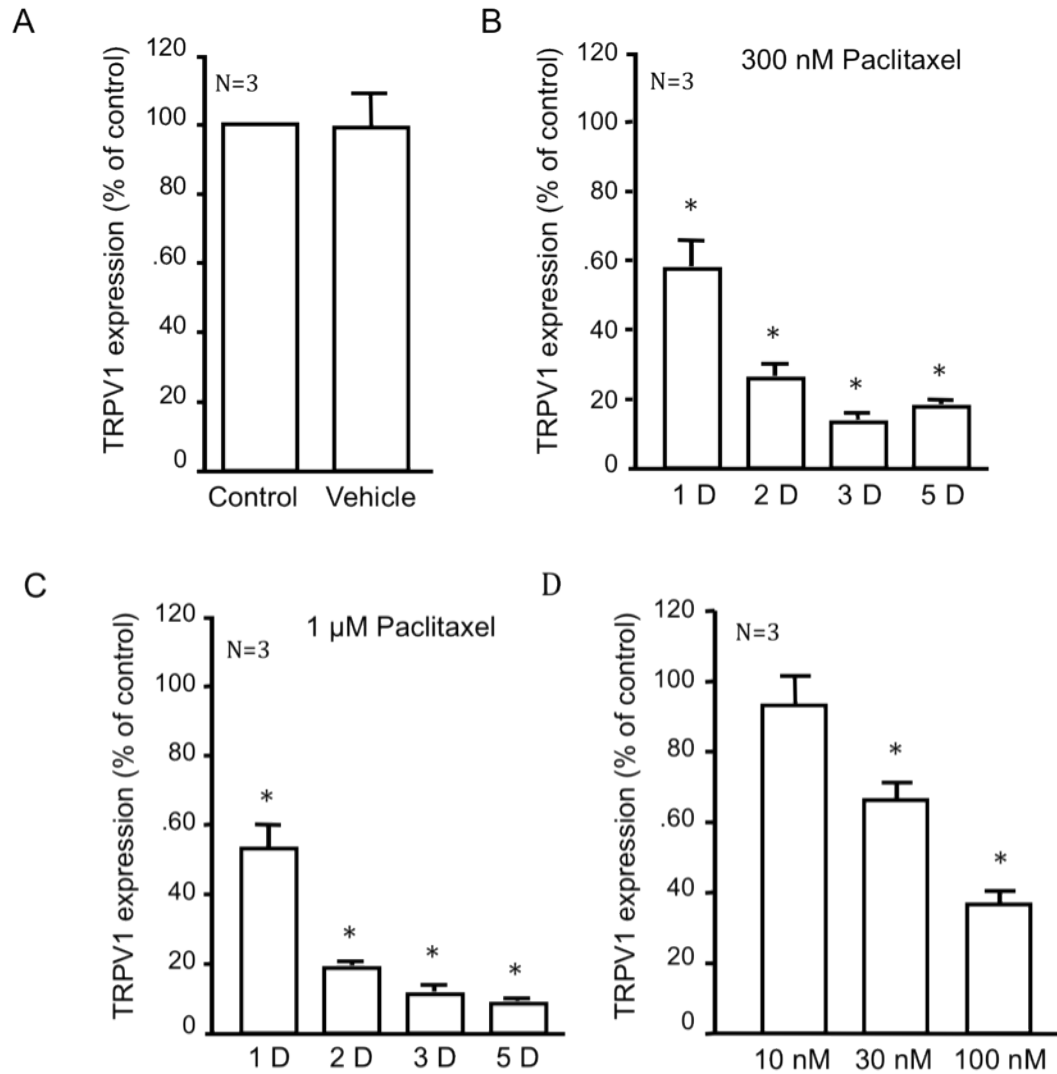 A
TRPV1 expression (% of control)
120
100
80
.60
40
20
0
N=3
Control Vehicle
B
TRPV1 expression (% of control)
120
100
80
.60
40
20
0
N=3
300 nM Paclitaxel
*
*
*
*
1 D 2 D 3 D 5 D
C
TRPV1 expression (% of control)
120
100
80
.60
40
20
0
N=3
1 µM Paclitaxel
*
*
*
*
1 D 2 D 3 D 5 D
D
TRPV1 expression (% of control)
120
100
80
.60
40
20
0
N=3
*
*
10 nM 30 nM 100 nM